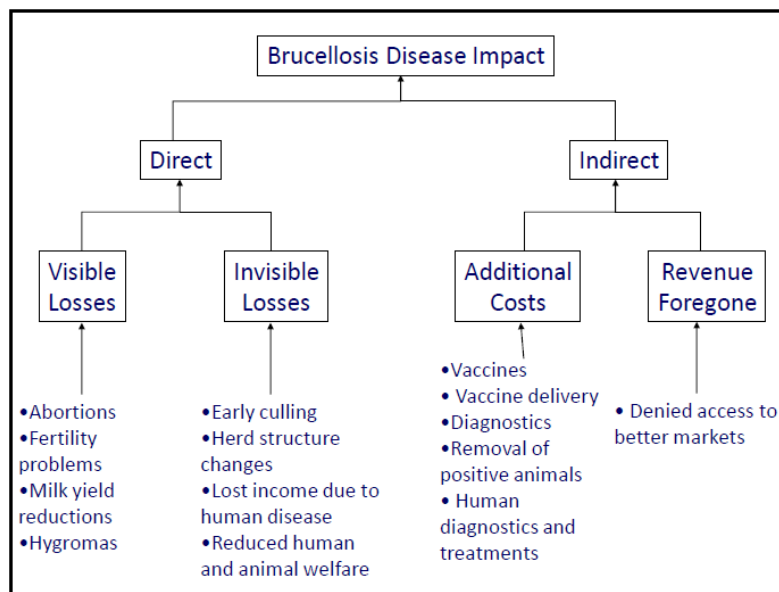 Brucellosis Disease Impact
Direct
Indirect
Visible
Losses
Invisible
Losses
Additional
Costs
Revenue
Foregone
•Abortions
•Fertility
problems
•Milk yield
reductions
•Hygromas
•Early culling
•Herd structure
changes
•Lost income due to
human disease
•Reduced human
and animal welfare
•Vaccines
• Vaccine delivery
•Diagnostics
•Removal of
positive animals
• Human
diagnostics and
treatments
• Denied access to
better markets